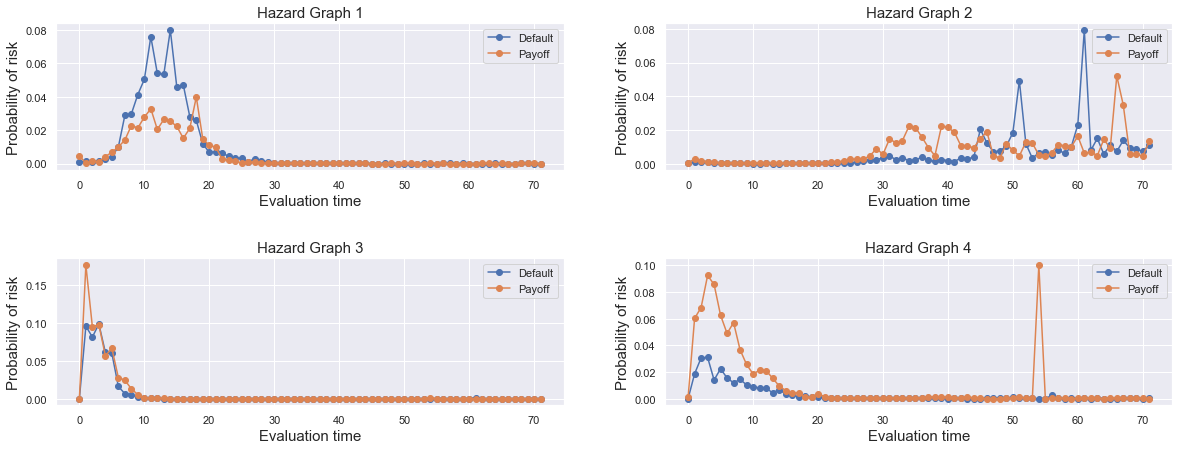 Hazard Graph 1
Probability of risk
0.08
0.06
0.04
0.02
0.00
Default
Payoff
0 10 20 30 40 50 60 70
Evaluation time
Hazard Graph 2
Probability of risk
0.08
0.06
0.04
0.02
0.00
Default
Payoff
0 10 20 30 40 50 60 70
Evaluation time
Hazard Graph 3
Probability of risk
0.15
0.10
0.05
0.00
Default
Payoff
0 10 20 30 40 50 60 70
Evaluation time
Hazard Graph 4
Probability of risk
0.10
0.08
0.06
0.04
0.02
0.00
Default
Payoff
0 10 20 30 40 50 60 70
Evaluation time